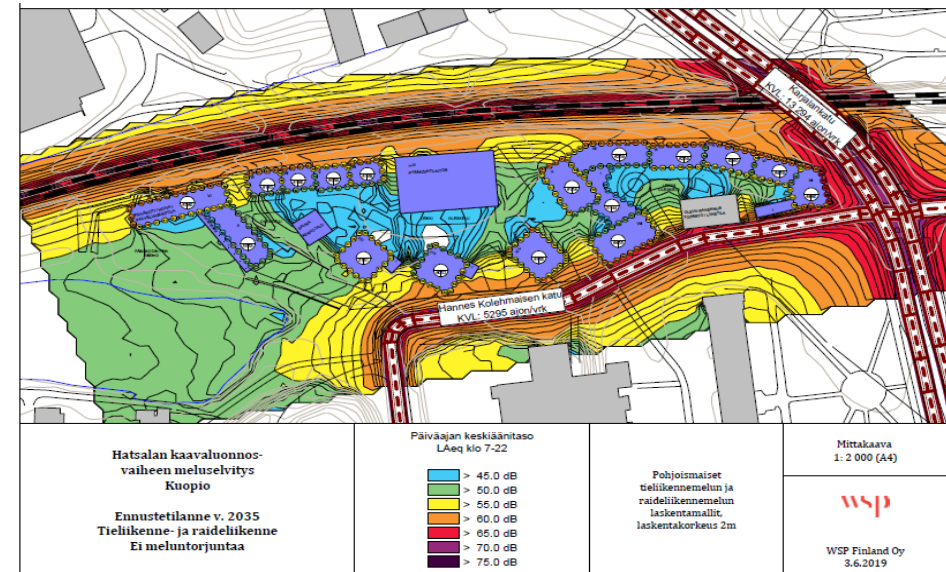 Karjalankatu
KVL: 13 294 ajon/vrk
Hannes Kolehmaisen katu
KVL: 5295 ajon/vrk
Hatsalan kaavaluonnos-
vaiheen meluselvitys
Kuopio
Ennustetilanne v. 2035
Tieliikenne- ja raideliikenne
Ei meluntorjuntaa
Päiväajan keskiäänitaso
LAeq klo 7-22
> 45.0 dB
> 50.0 dB
> 55.0 dB
> 60.0 dB
> 65.0 dB
> 70.0 dB
> 75.0 dB
Pohjoismaiset
tieliikennemelun ja
raideliikennemelun
laskentamallit,
laskentakorkeus 2m
Mittakaava
1: 2 000 (A4)
wsp
WSP Finland Oy
3.6.2019